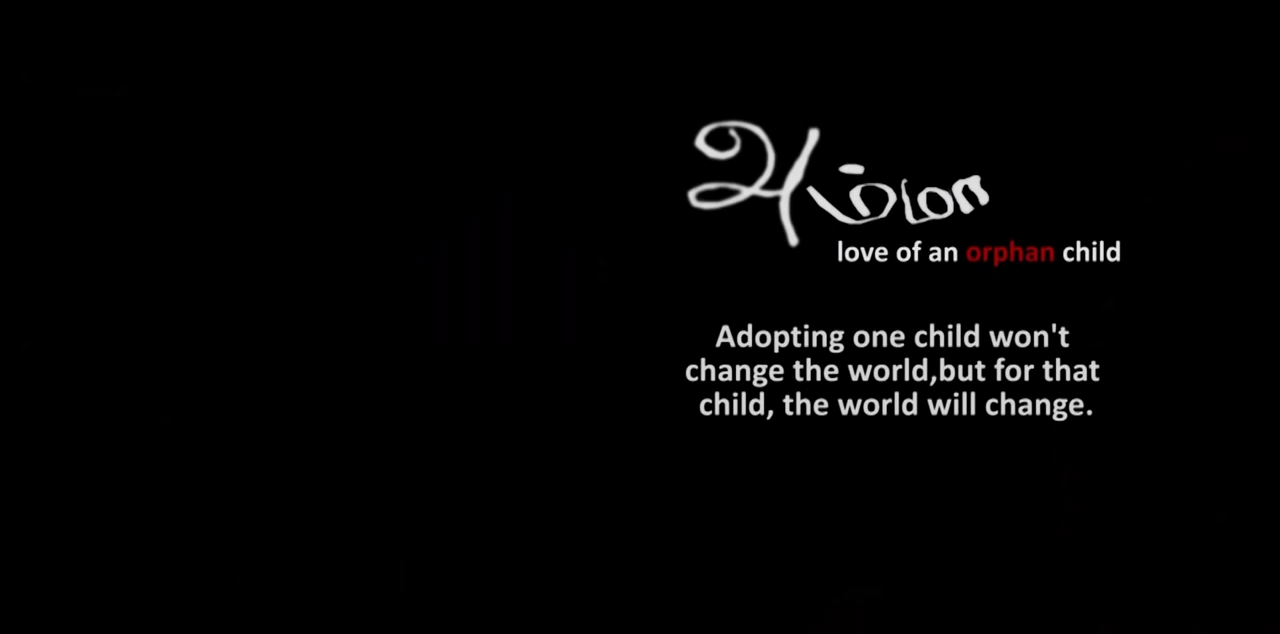 அம்மா
love of an orphan child
Adopting one child won't
change the world,but for that
child, the world will change.